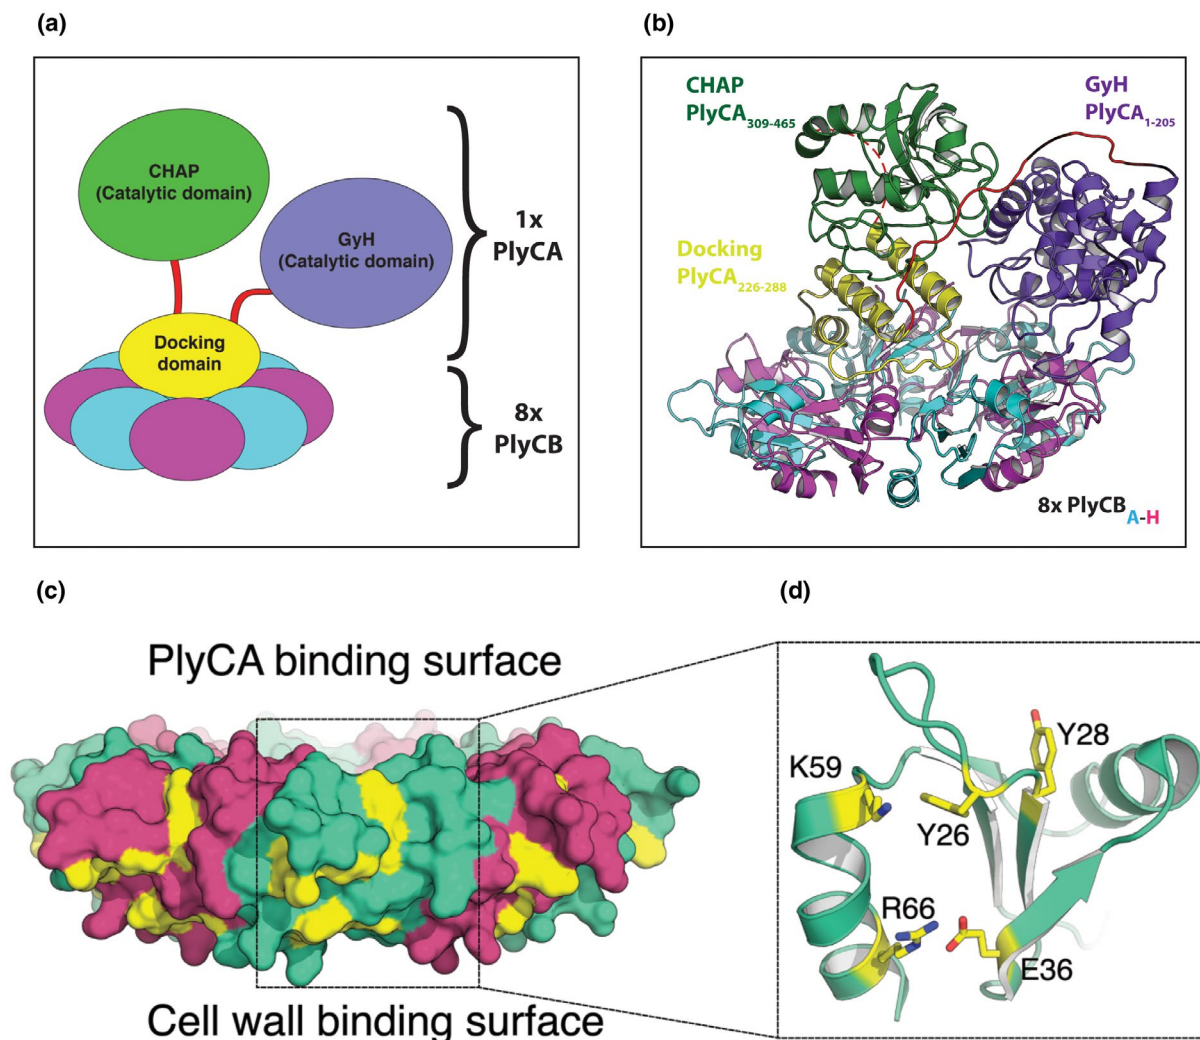 (a)
CHAP
(Catalytic domain)
GyH
(Catalytic domain)
Docking
domain
1x
PlyCA
8x
PlyCB
(b)
CHAP
PlyCA309-465
GyH
PlyCA1-205
Docking
PlyCA226-288
8x PlyCBA-H
(c)
PlyCA binding surface
Cell wall binding surface
(d)
K59
Y28
Y26
R66
E36